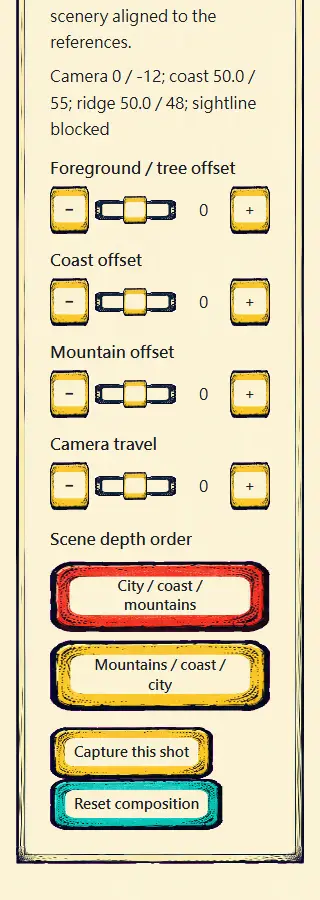 scenery aligned to the
references.
Camera 0 / -12; coast 50.0 /
55; ridge 50.0 / 48; sightline
blocked
Foreground / tree offset
− 0 +
Coast offset
− 0 +
Mountain offset
− 0 +
Camera travel
− 0 +
Scene depth order
City / coast /
mountains
Mountains / coast /
city
Capture this shot
Reset composition